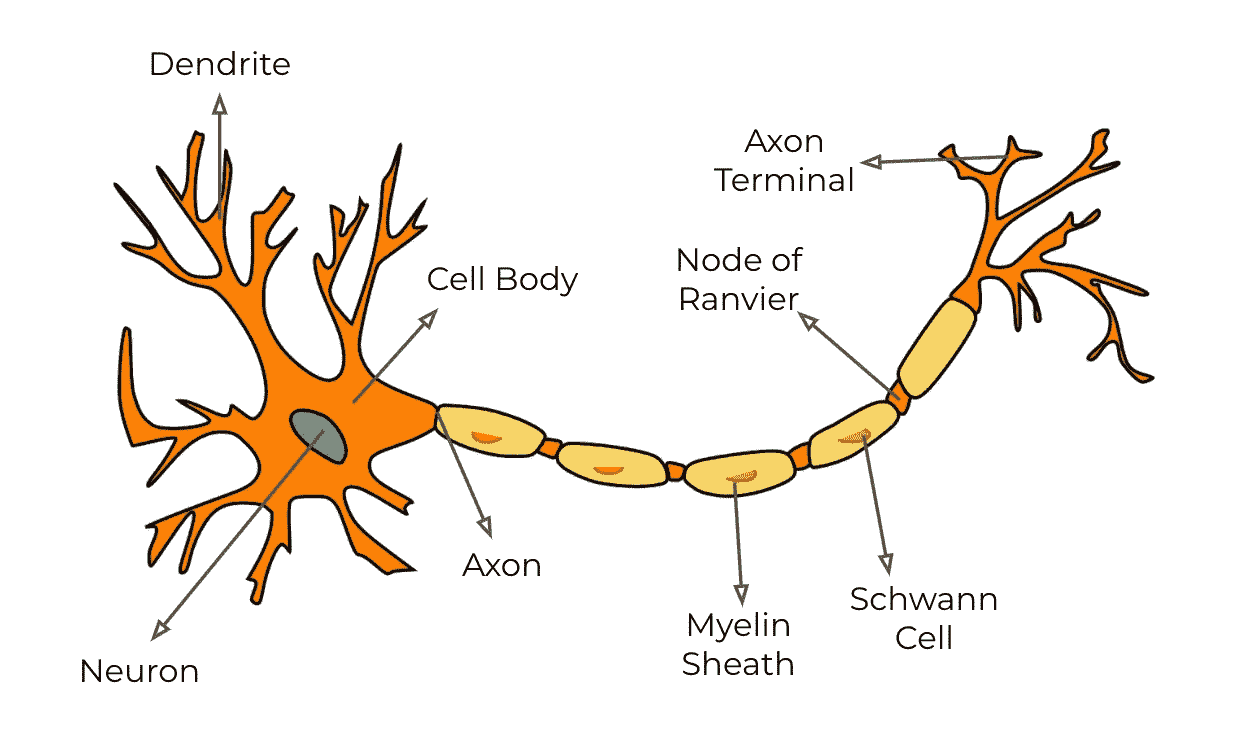 Dendrite
Axon
Terminal
Node of
Ranvier
Cell Body
Axon
Myelin
Sheath
Schwann
Cell
Neuron